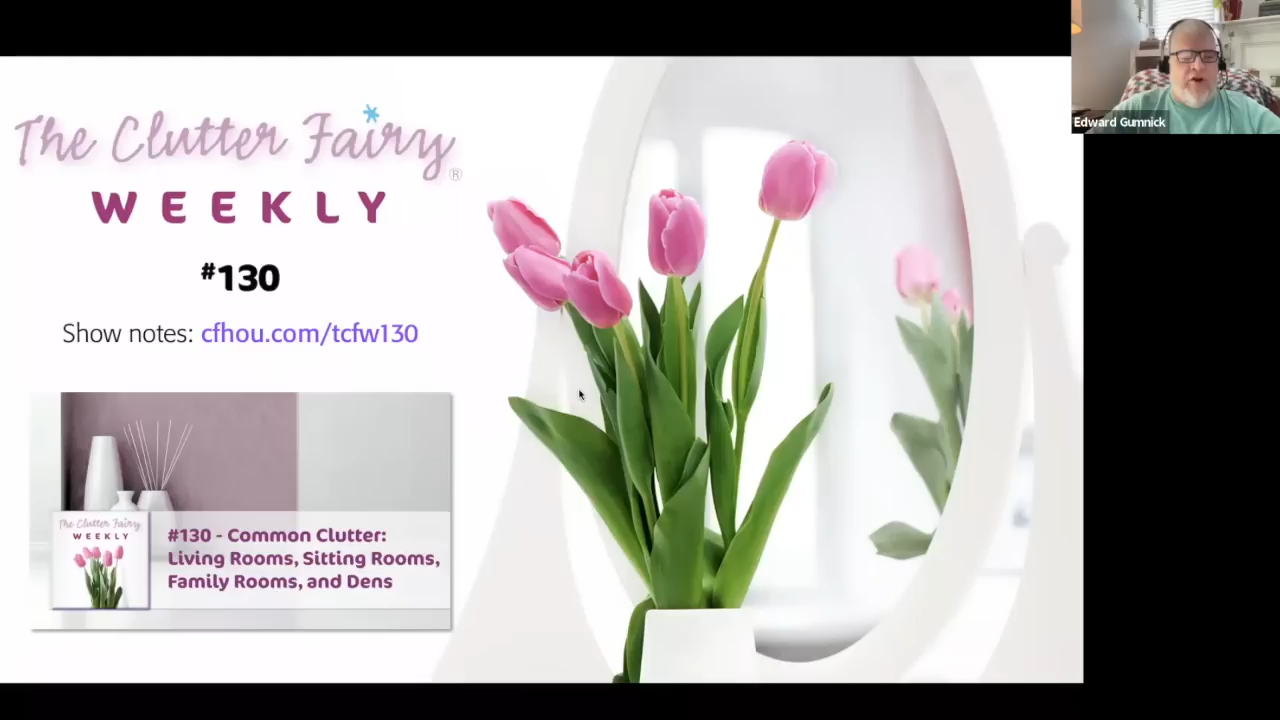 The Clutter Fairy®
WEEKLY
#130
Show notes: cfhou.com/tcfw130
The Clutter Fairy
WEEKLY
#130 - Common Clutter:
Living Rooms, Sitting Rooms,
Family Rooms, and Dens
Edward Gumnick